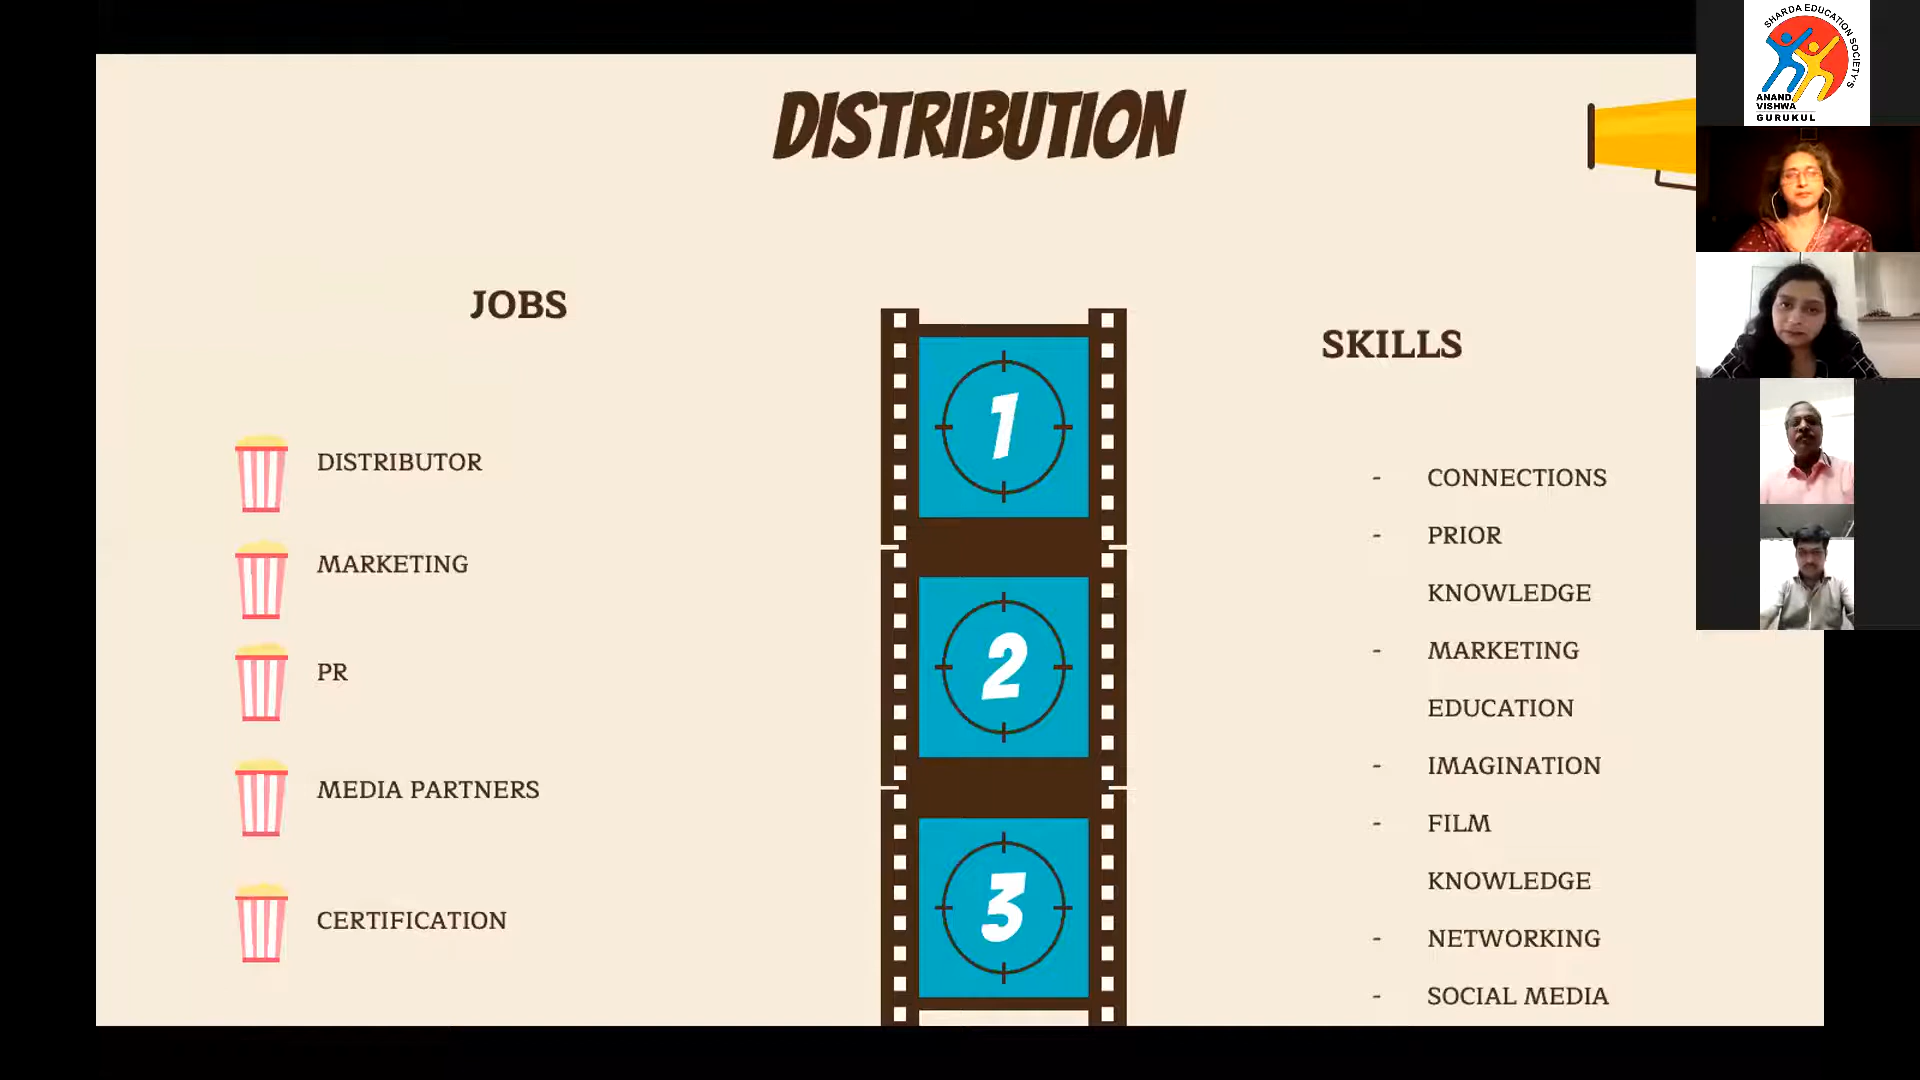 DISTRIBUTION
JOBS
DISTRIBUTOR
MARKETING
PR
MEDIA PARTNERS
CERTIFICATION
1
2
3
SKILLS
- CONNECTIONS
- PRIOR
KNOWLEDGE
- MARKETING
EDUCATION
- IMAGINATION
- FILM
KNOWLEDGE
- NETWORKING
- SOCIAL MEDIA
SHARDA EDUCATION SOCIETY'S
ANAND
VISHWA
GURUKUL